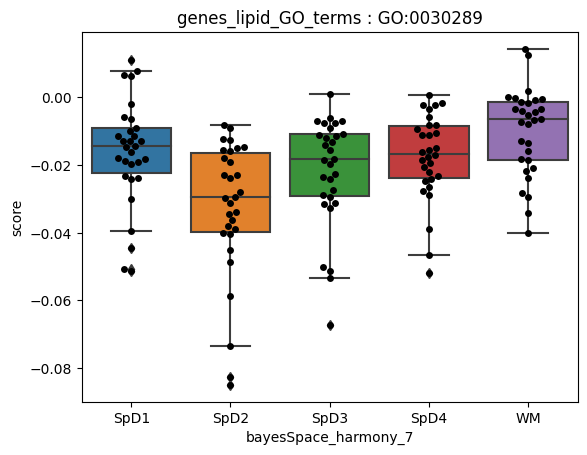 genes_lipid_GO_terms : GO:0030289
0.00
−0.02
−0.04
−0.06
−0.08
score
SpD1 SpD2 SpD3 SpD4 WM
bayesSpace_harmony_7